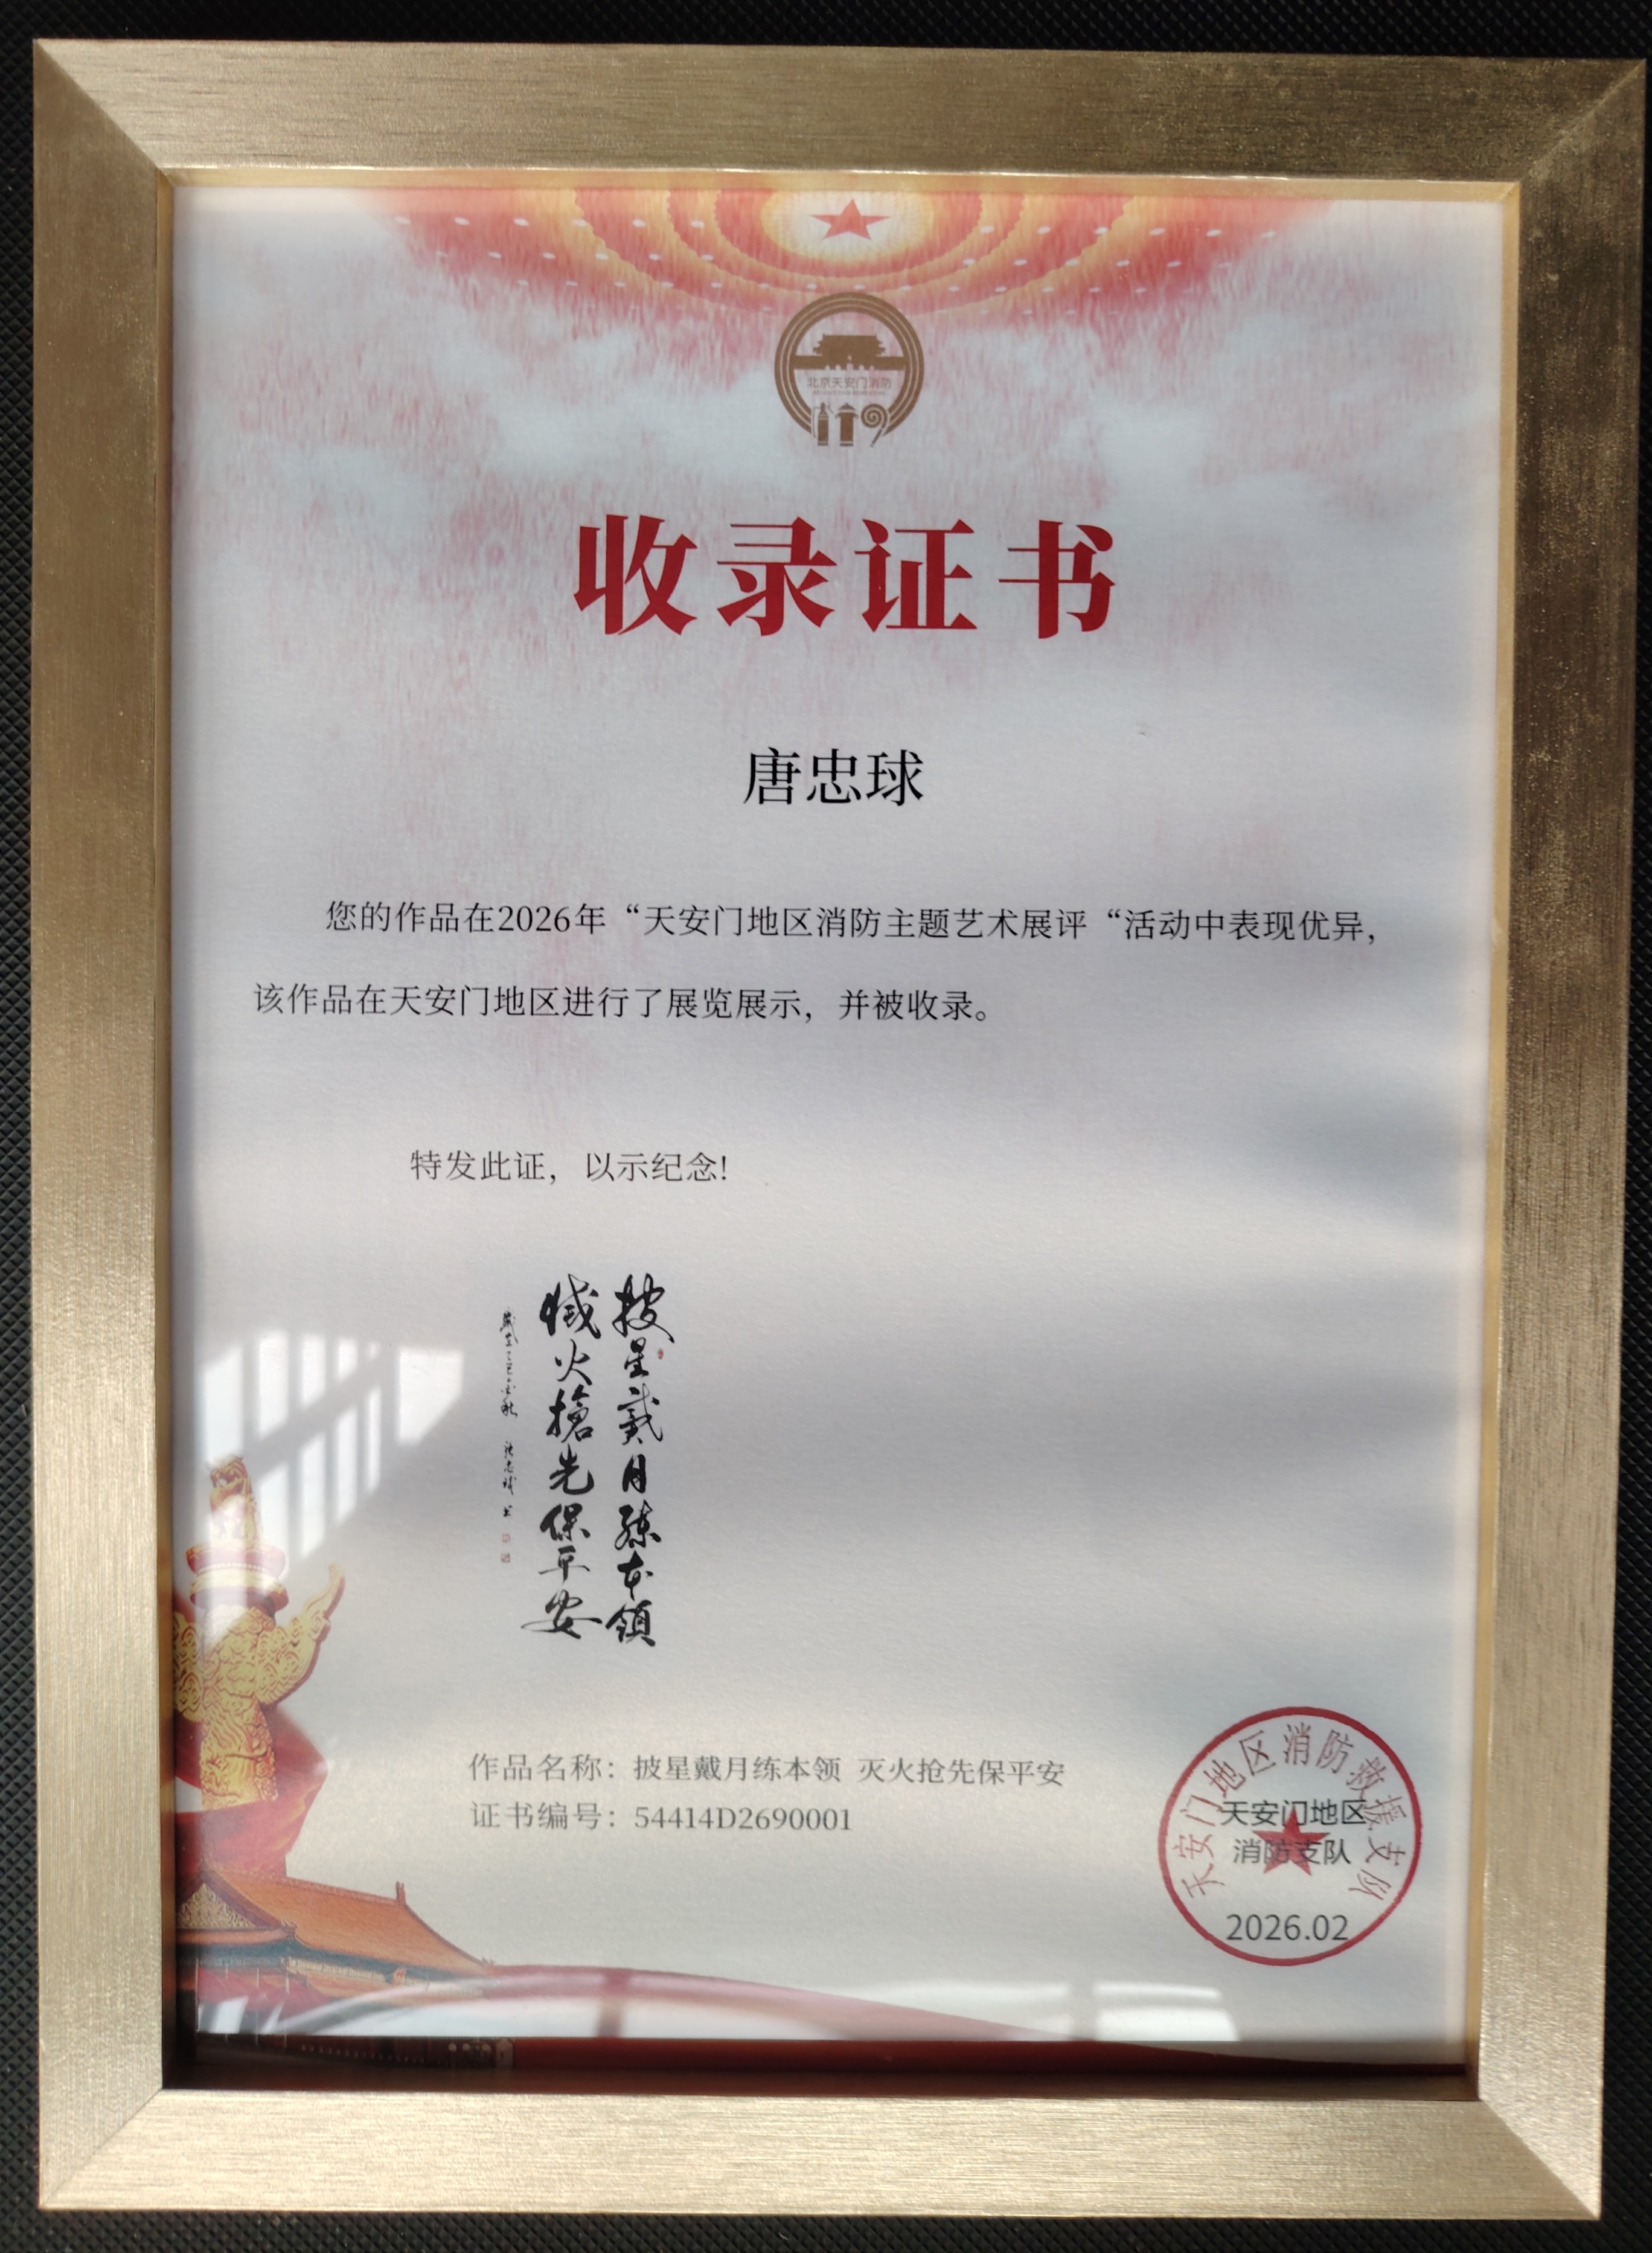 北京天安门消防
119
收录证书
唐忠球
您的作品在2026年“天安门地区消防主题艺术展评“活动中表现优异，
该作品在天安门地区进行了展览展示，并被收录。
特发此证，以示纪念！
披星戴月练本领
灭火抢先保平安
作品名称：披星戴月练本领 灭火抢先保平安
证书编号：54414D2690001
天安门地区消防救援支队
天安门地区
消防支队
2026.02